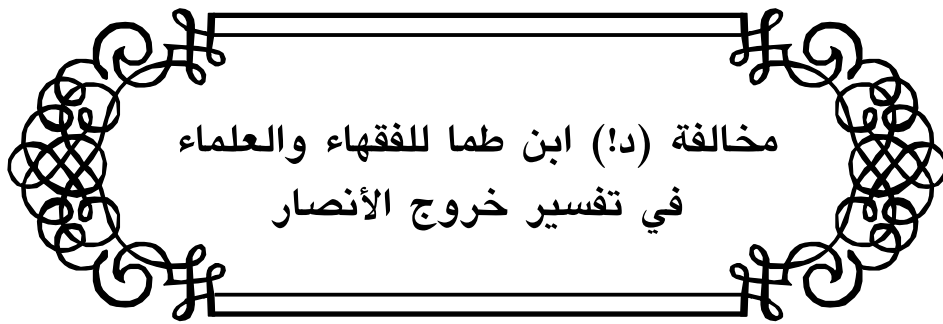 مخالفة (د!) ابن طما للفقهاء والعلماء
في تفسير خروج الأنصار